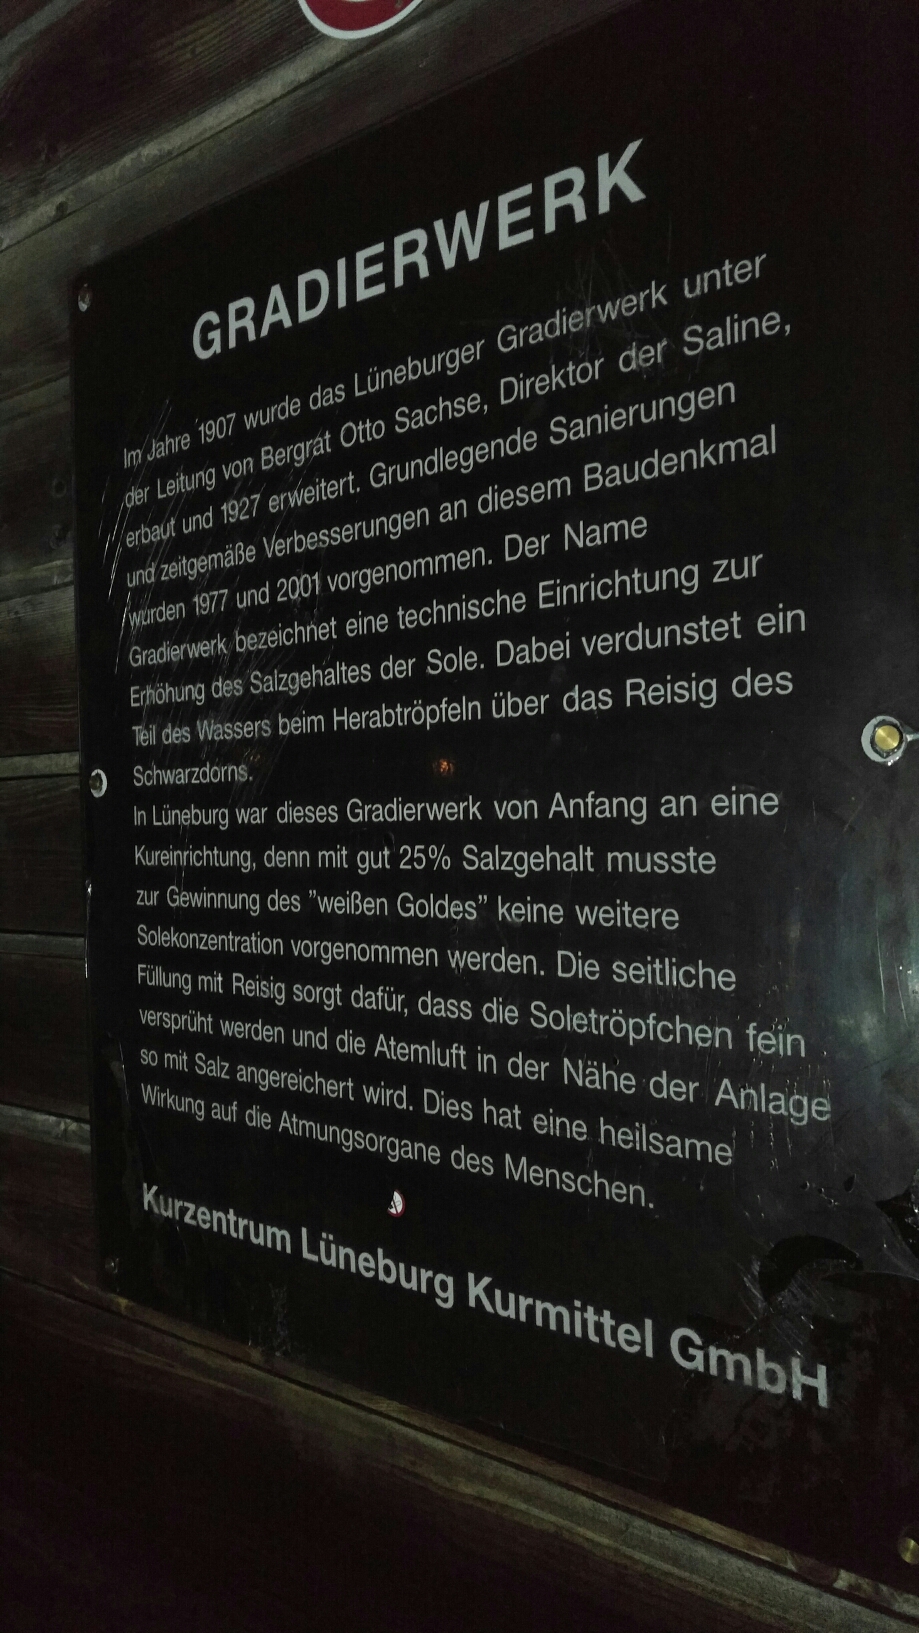 GRADIERWERK
Im Jahre 1907 wurde das Lüneburger Gradierwerk unter
der Leitung von Bergrat Otto Sachse, Direktor der Saline,
erbaut und 1927 erweitert. Grundlegende Sanierungen
und zeitgemäße Verbesserungen an diesem Baudenkmal
wurden 1977 und 2001 vorgenommen. Der Name
Gradierwerk bezeichnet eine technische Einrichtung zur
Erhöhung des Salzgehaltes der Sole. Dabei verdunstet ein
Teil des Wassers beim Herabtröpfeln über das Reisig des
Schwarzdorns.
In Lüneburg war dieses Gradierwerk von Anfang an eine
Kureinrichtung, denn mit gut 25% Salzgehalt musste
zur Gewinnung des "weißen Goldes" keine weitere
Solekonzentration vorgenommen werden. Die seitliche
Füllung mit Reisig sorgt dafür, dass die Soletröpfchen fein
versprüht werden und die Atemluft in der Nähe der Anlage
so mit Salz angereichert wird. Dies hat eine heilsame
Wirkung auf die Atmungsorgane des Menschen.
Kurzentrum Lüneburg Kurmittel GmbH